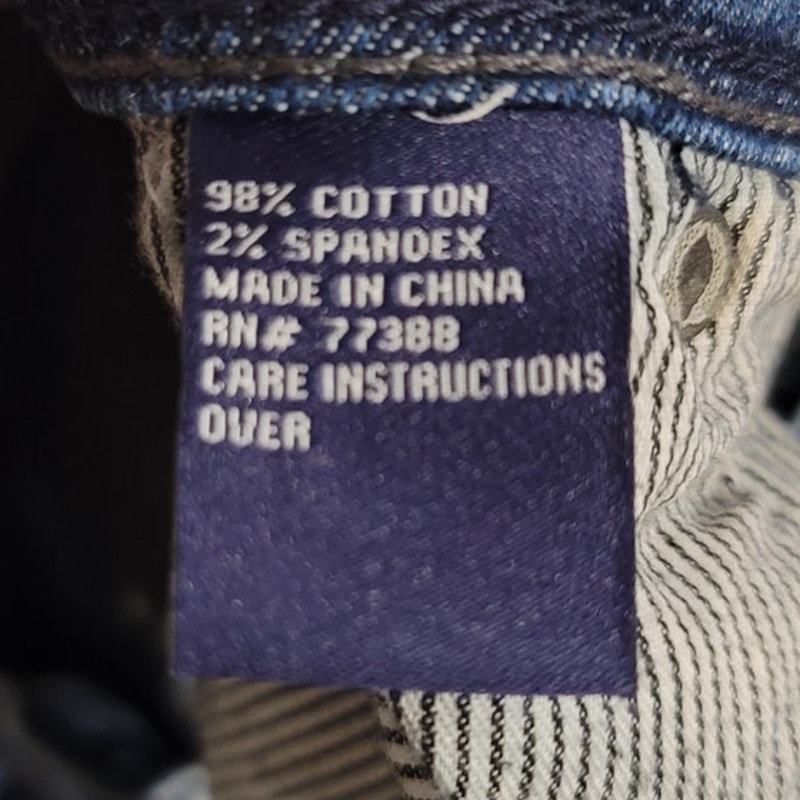 98% COTTON
2% SPANDEX
MADE IN CHINA
RN# 77388
CARE INSTRUCTIONS
OVER